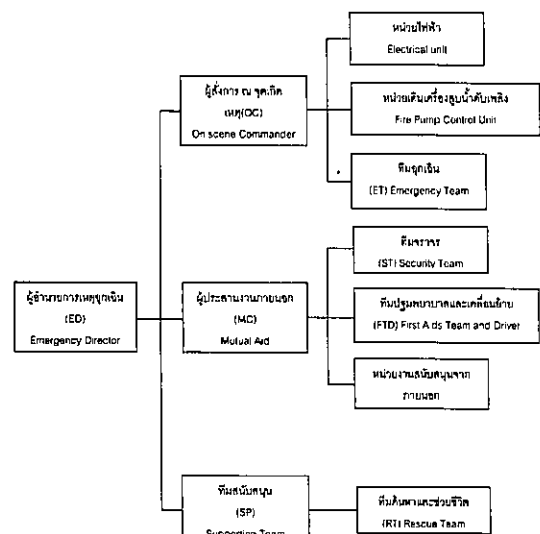 หน่วยไฟฟ้า
Electrical unit
ผู้สั่งการ ณ จุดเกิด
เหตุ(OC)
On scene Commander
หน่วยเดินเครื่องสูบน้ำดับเพลิง
Fire Pump Control Unit
ทีมฉุกเฉิน
(ET) Emergency Team
ทีมจราจร
(ST) Security Team
ผู้อำนวยการเหตุฉุกเฉิน
(ED)
Emergency Director
ผู้ประสานงานภายนอก
(MC)
Mutual Aid
ทีมปฐมพยาบาลและเคลื่อนย้าย
(FTD) First Aids Team and Driver
หน่วยงานสนับสนุนจาก
ภายนอก
ทีมสนับสนุน
(SP)
Supporting Team
ทีมค้นหาและช่วยชีวิต
(RT) Rescue Team